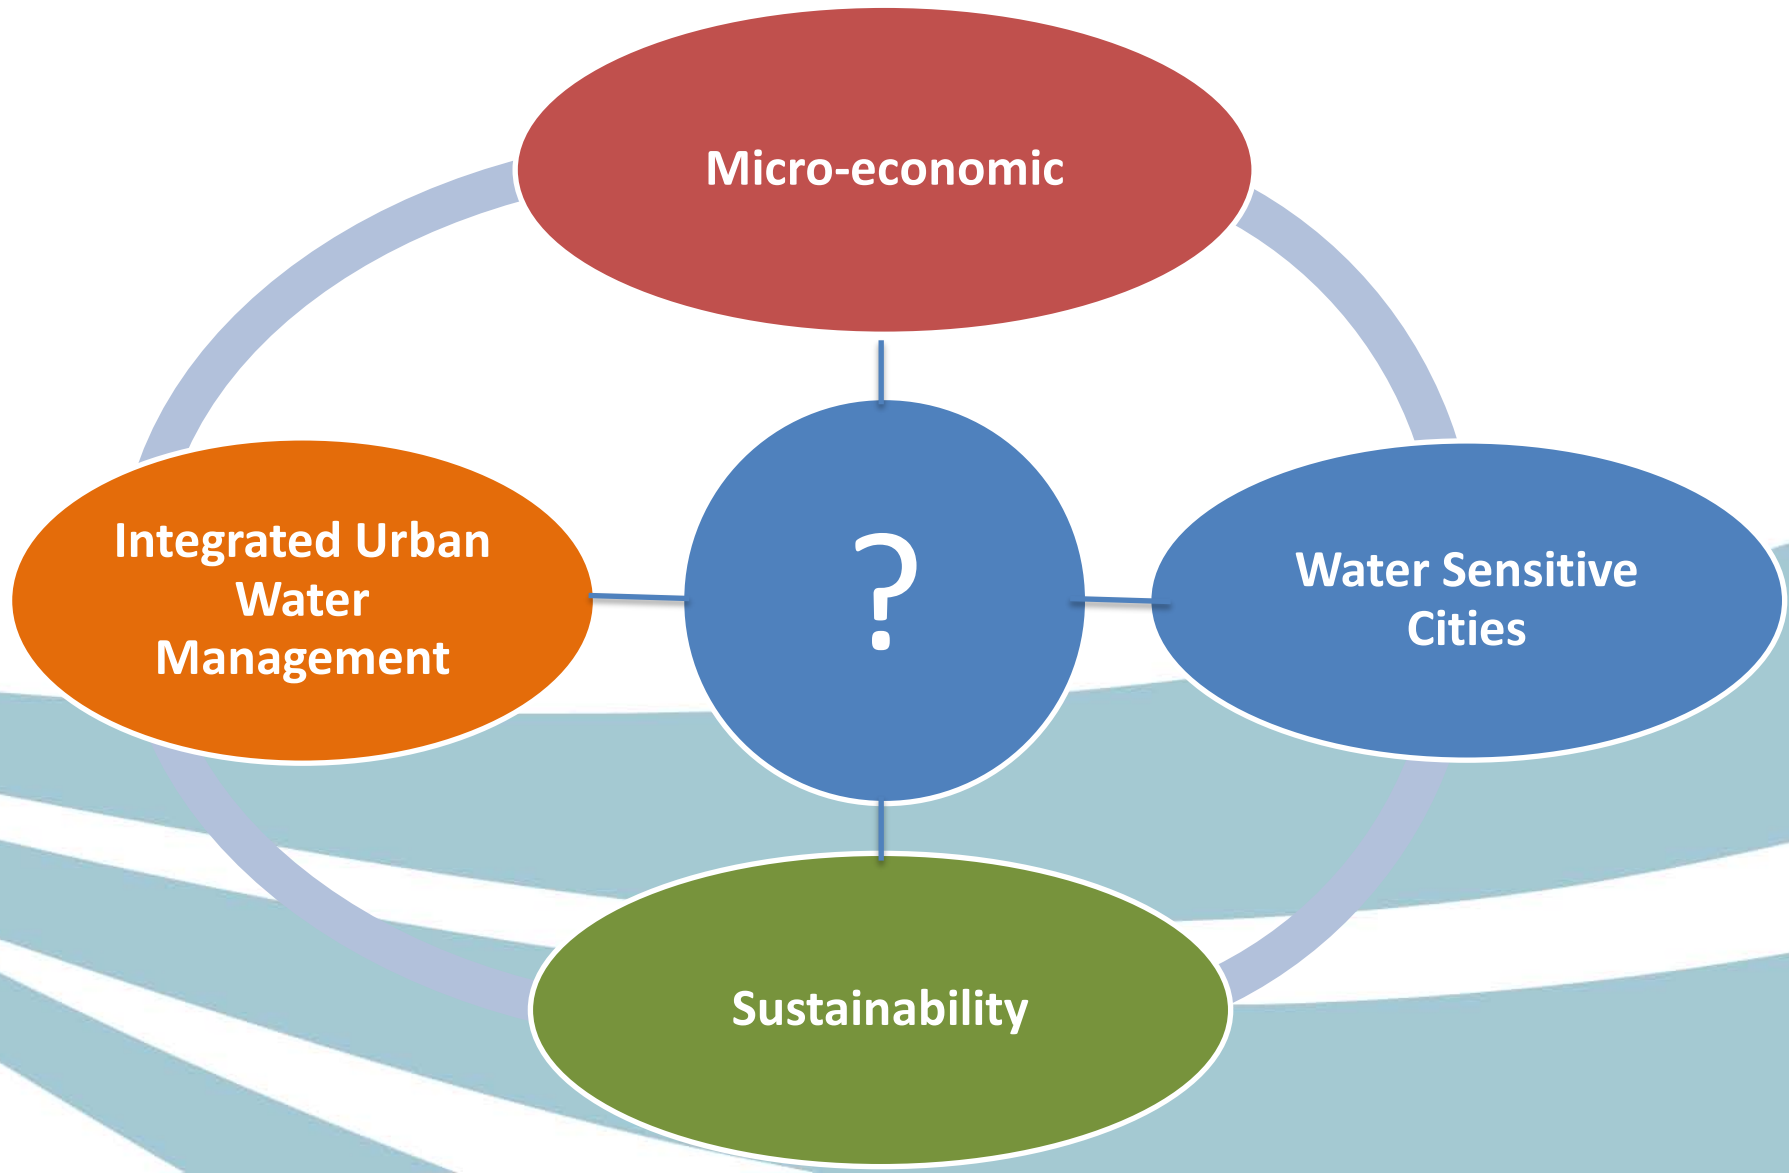 Micro-economic
Integrated Urban
Water
Management
?
Water Sensitive
Cities
Sustainability